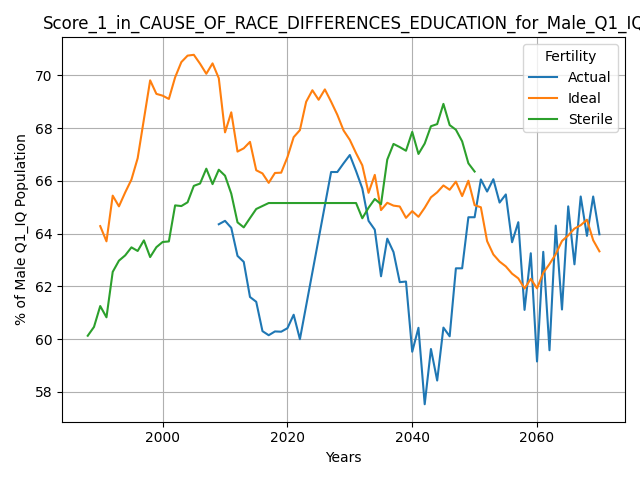 Score_1_in_CAUSE_OF_RACE_DIFFERENCES_EDUCATION_for_Male_Q1_IQ
Fertility
Actual
Ideal
Sterile
% of Male Q1_IQ Population
70
68
66
64
62
60
58
2000 2020 2040 2060
Years